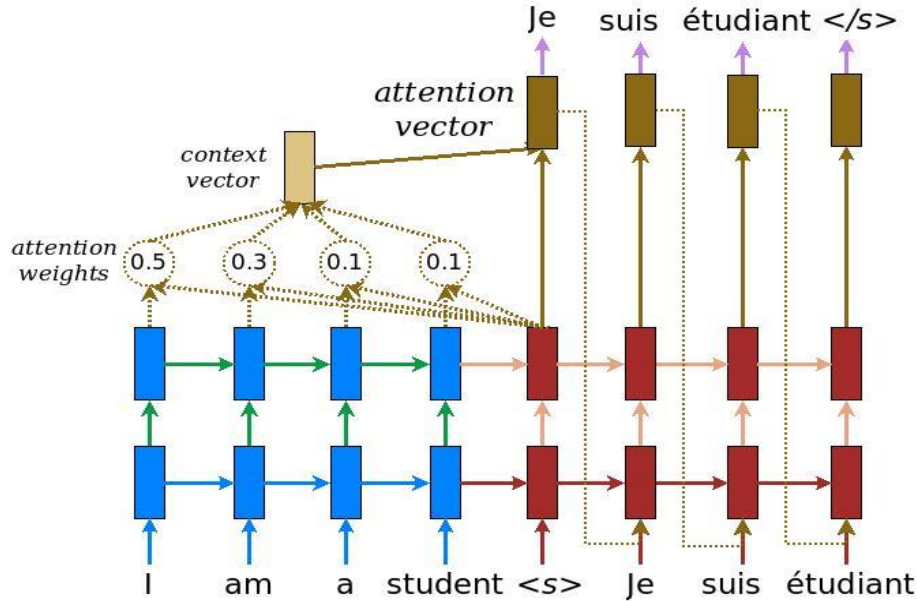 Je suis étudiant </s>
attention
vector
context
vector
attention
weights
0.5 0.3 0.1 0.1
I am a student <s> Je suis étudiant